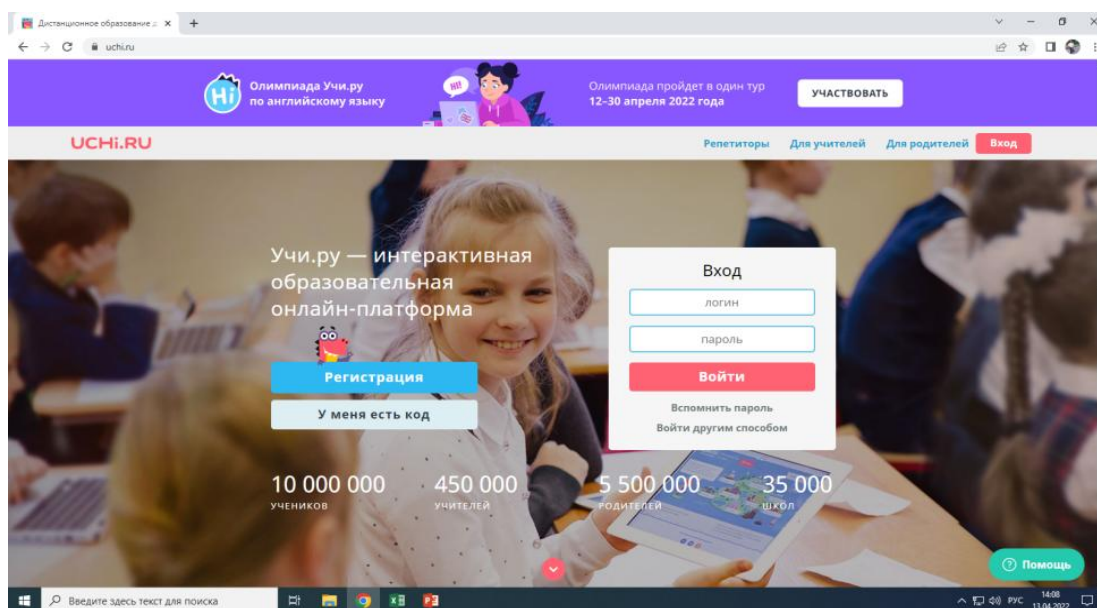 Дистанционное образование
uchi.ru
Hi
Олимпиада Учи.ру
по английскому языку
Hi!
Олимпиада пройдет в один тур
12–30 апреля 2022 года
УЧАСТВОВАТЬ
UCHi.RU
Репетиторы
Для учителей
Для родителей
Вход
Учи.ру — интерактивная
образовательная
онлайн-платформа
Регистрация
У меня есть код
Вход
логин
пароль
Войти
Вспомнить пароль
Войти другим способом
10 000 000
УЧЕНИКОВ
450 000
УЧИТЕЛЕЙ
5 500 000
РОДИТЕЛЕЙ
35 000
ШКОЛ
Помощь
Введите здесь текст для поиска
РУС
14:08
13.04.2022